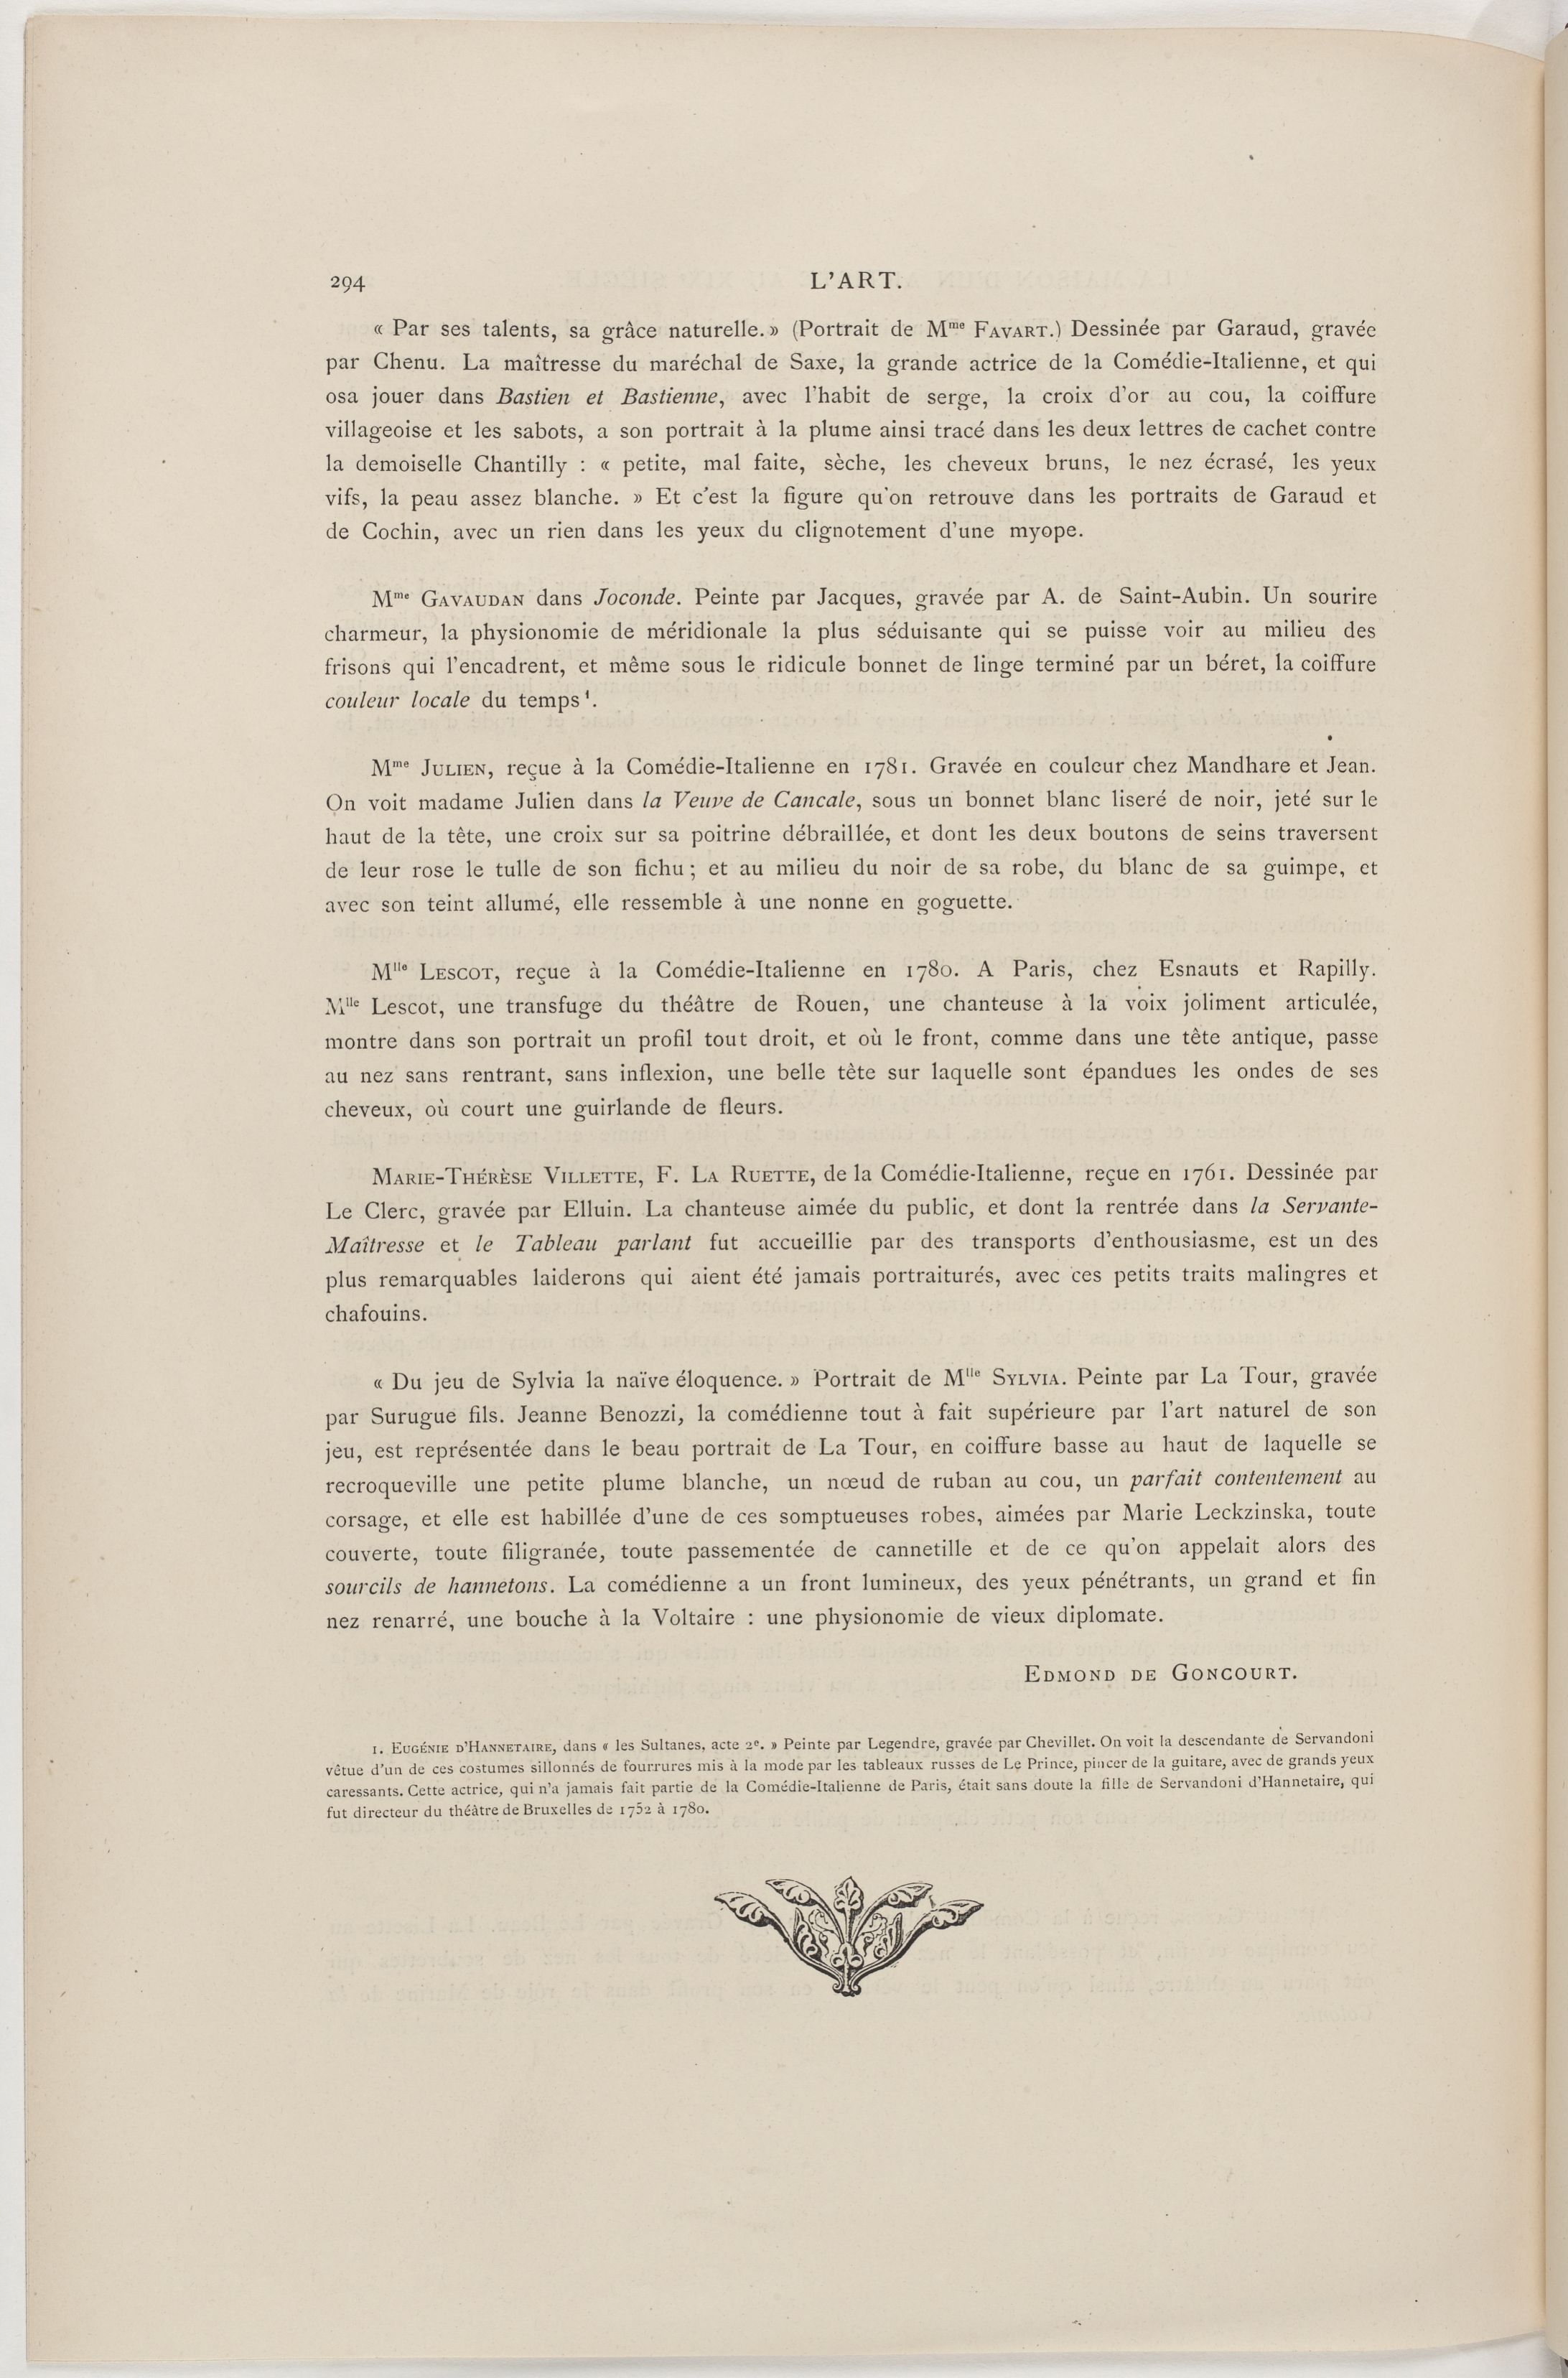 294
L'ART.
« Par ses talents, sa grâce naturelle. » (Portrait de Mme FAVART.) Dessinée par Garaud, gravée
par Chenu. La maîtresse du maréchal de Saxe, la grande actrice de la Comédie-Italienne, et qui
osa jouer dans Bastien et Bastienne, avec l'habit de serge, la croix d'or au cou, la coiffure
villageoise et les sabots, a son portrait à la plume ainsi tracé dans les deux lettres de cachet contre
la demoiselle Chantilly : « petite, mal faite, sèche, les cheveux bruns, le nez écrasé, les yeux
vifs, la peau assez blanche. » Et c'est la figure qu'on retrouve dans les portraits de Garaud et
de Cochin, avec un rien dans les yeux du clignotement d'une myope.
Mme GAVAUDAN dans Joconde. Peinte par Jacques, gravée par A. de Saint-Aubin. Un sourire
charmeur, la physionomie de méridionale la plus séduisante qui se puisse voir au milieu des
frisons qui l'encadrent, et même sous le ridicule bonnet de linge terminé par un béret, la coiffure
couleur locale du temps¹.
Mme JULIEN, reçue à la Comédie-Italienne en 1781. Gravée en couleur chez Mandhare et Jean.
On voit madame Julien dans la Veuve de Cancale, sous un bonnet blanc liseré de noir, jeté sur le
haut de la tête, une croix sur sa poitrine débraillée, et dont les deux boutons de seins traversent
de leur rose le tulle de son fichu ; et au milieu du noir de sa robe, du blanc de sa guimpe, et
avec son teint allumé, elle ressemble à une nonne en goguette.
Mlle LESCOT, reçue à la Comédie-Italienne en 1780. A Paris, chez Esnauts et Rapilly.
Mlle Lescot, une transfuge du théâtre de Rouen, une chanteuse à la voix joliment articulée,
montre dans son portrait un profil tout droit, et où le front, comme dans une tête antique, passe
au nez sans rentrant, sans inflexion, une belle tête sur laquelle sont épandues les ondes de ses
cheveux, où court une guirlande de fleurs.
MARIE-THÉRÈSE VILLETTE, F. LA RUETTE, de la Comédie-Italienne, reçue en 1761. Dessinée par
Le Clerc, gravée par Elluin. La chanteuse aimée du public, et dont la rentrée dans la Servante-
Maîtresse et le Tableau parlant fut accueillie par des transports d'enthousiasme, est un des
plus remarquables laiderons qui aient été jamais portraiturés, avec ces petits traits malingres et
chafouins.
« Du jeu de Sylvia la naïve éloquence. » Portrait de Mlle SYLVIA. Peinte par La Tour, gravée
par Surugue fils. Jeanne Benozzi, la comédienne tout à fait supérieure par l'art naturel de son
jeu, est représentée dans le beau portrait de La Tour, en coiffure basse au haut de laquelle se
recroqueville une petite plume blanche, un nœud de ruban au cou, un parfait contentement au
corsage, et elle est habillée d'une de ces somptueuses robes, aimées par Marie Leckzinska, toute
couverte, toute filigranée, toute passementée de cannetille et de ce qu'on appelait alors des
sourcils de hannetons. La comédienne a un front lumineux, des yeux pénétrants, un grand et fin
nez renarré, une bouche à la Voltaire : une physionomie de vieux diplomate.
EDMOND DE GONCOURT.
1. EUGÉNIE D'HANNETAIRE, dans « les Sultanes, acte 2e. » Peinte par Legendre, gravée par Chevillet. On voit la descendante de Servandoni
vêtue d'un de ces costumes sillonnés de fourrures mis à la mode par les tableaux russes de Le Prince, pincer de la guitare, avec de grands yeux
caressants. Cette actrice, qui n'a jamais fait partie de la Comédie-Italienne de Paris, était sans doute la fille de Servandoni d'Hannetaire, qui
fut directeur du théâtre de Bruxelles de 1752 à 1780.